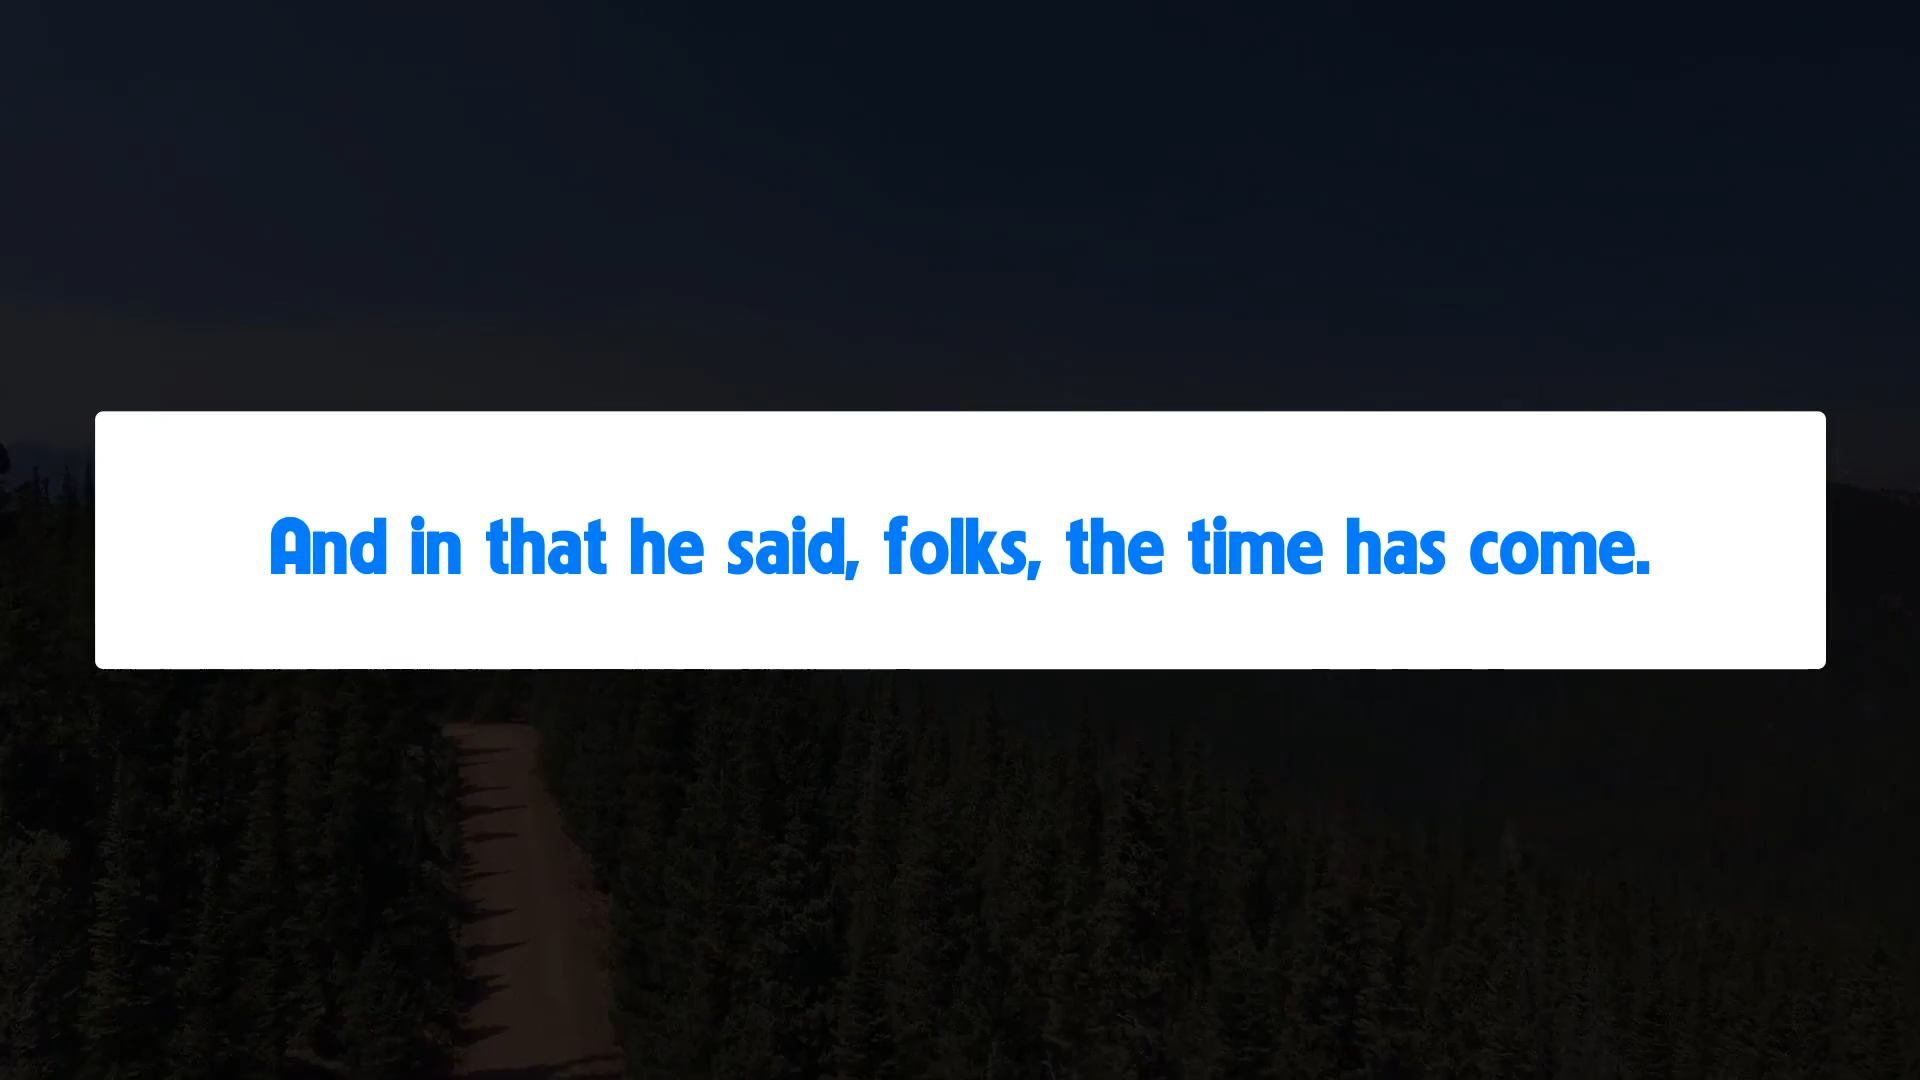 And in that he said, folks, the time has come.